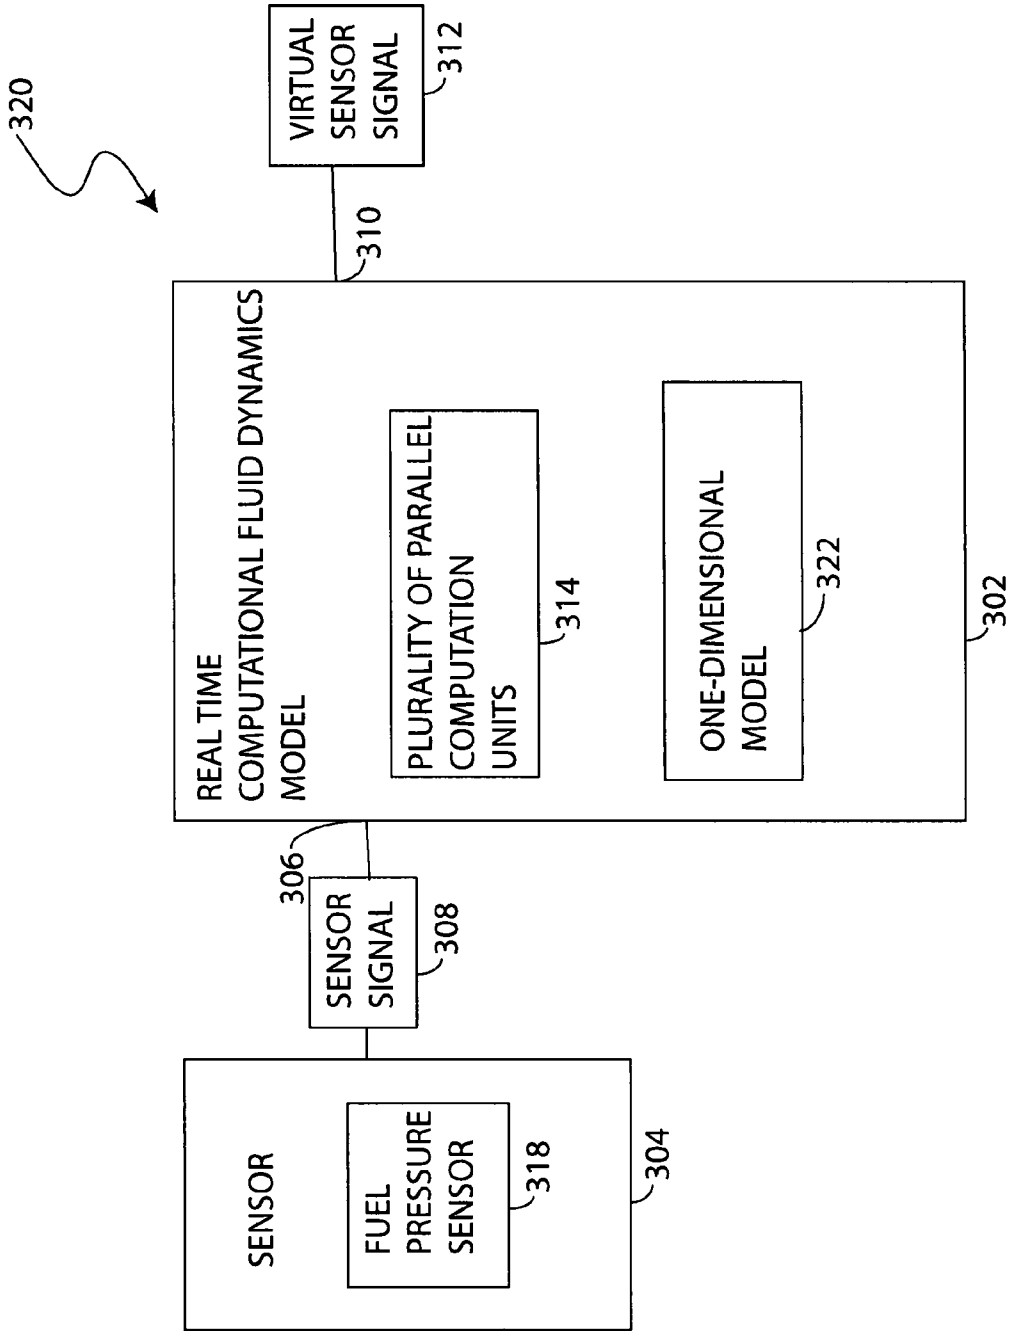 320
SENSOR
FUEL
PRESSURE
SENSOR
318
304
SENSOR
SIGNAL
308
306
REAL TIME
COMPUTATIONAL FLUID DYNAMICS
MODEL
PLURALITY OF PARALLEL
COMPUTATION
UNITS
314
ONE-DIMENSIONAL
MODEL
322
302
310
VIRTUAL
SENSOR
SIGNAL
312